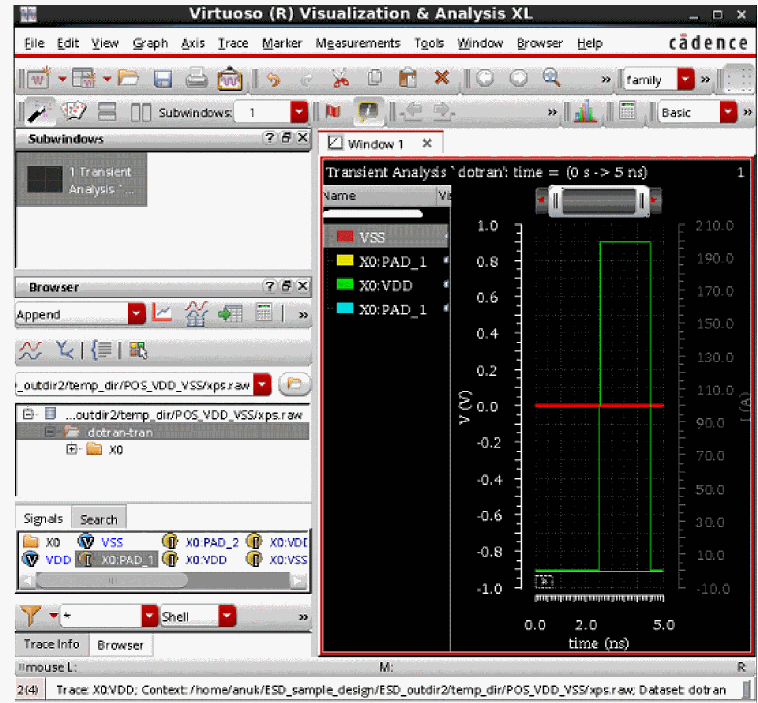 Virtuoso (R) Visualization & Analysis XL
File Edit View Graph Axis Trace Marker Measurements Tools Window Browser Help cādence
» family »
Subwindows: 1 » Basic »
Subwindows ? X
1 Transient
Analysis ` ...
Browser ? X
Append »
_outdir2/temp_dir/POS_VDD_VSS/xps.raw
...outdir2/temp_dir/POS_VDD_VSS/xps.raw
dotran-tran
X0
Signals Search
X0 VSS X0:PAD_2 X0:VDD
VDD X0:PAD_1 X0:VDD X0:VSS
* Shell »
Trace Info Browser
Window 1 X
Transient Analysis `dotran': time = (0 s -> 5 ns) 1
Name Vi
VSS
X0:PAD_1
X0:VDD
X0:PAD_1
1.0 210.0
0.8 190.0
0.6 170.0
0.4 150.0
0.2 130.0
0.0 110.0
-0.2 90.0
-0.4 70.0
-0.6 50.0
-0.8 30.0
-1.0 10.0
-10.0
V (V)
I (A)
0.0 2.0 5.0
time (ns)
mouse L: M: R
2(4) Trace: X0:VDD; Context: /home/anuk/ESD_sample_design/ESD_outdir2/temp_dir/POS_VDD_VSS/xps.raw; Dataset: dotran